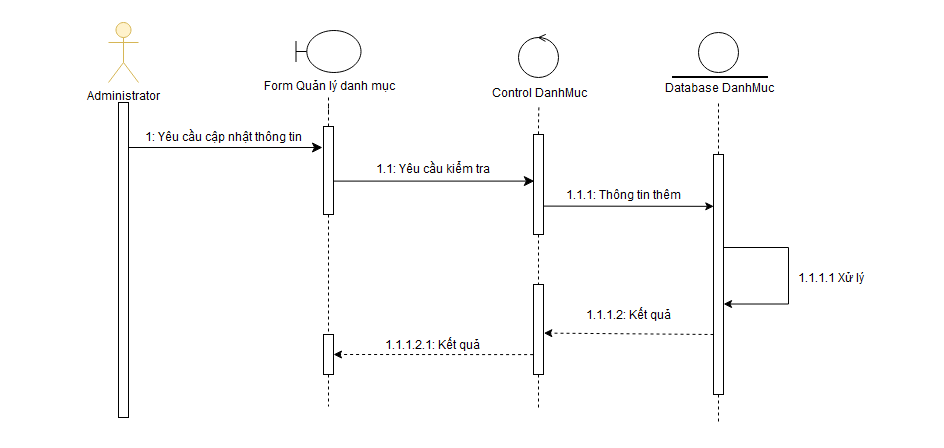 Administrator
Form Quản lý danh mục
Control DanhMuc
Database DanhMuc
1: Yêu cầu cập nhật thông tin
1.1: Yêu cầu kiểm tra
1.1.1: Thông tin thêm
1.1.1.1 Xử lý
1.1.1.2: Kết quả
1.1.1.2.1: Kết quả